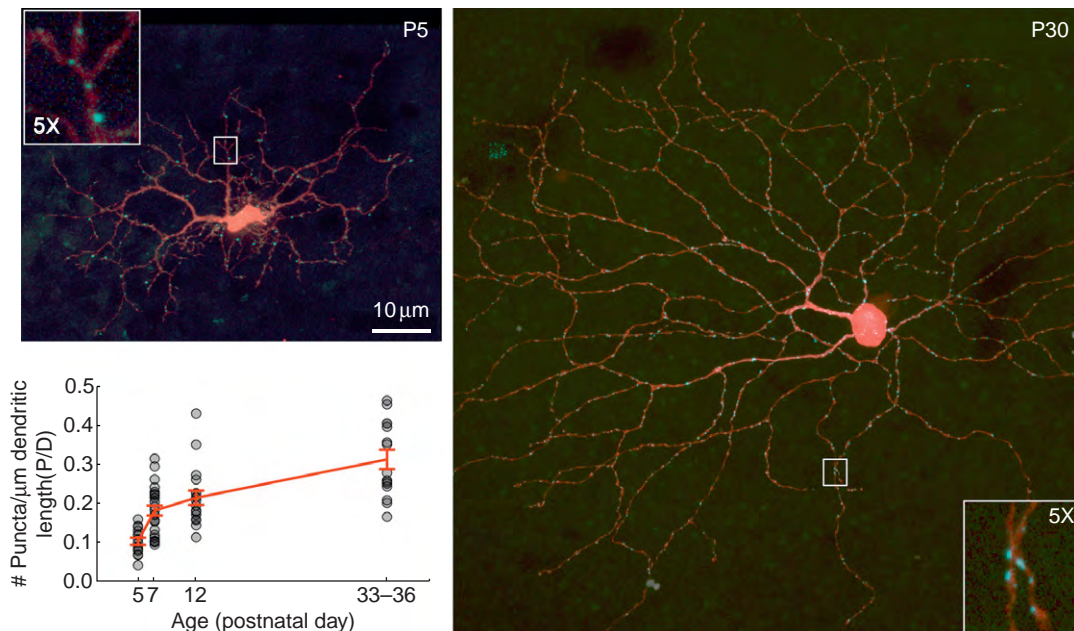 P5
5X
10 μm
P30
5X
# Puncta/μm dendritic
length(P/D)
0.5
0.4
0.3
0.2
0.1
0.0
5 7 12 33–36
Age (postnatal day)